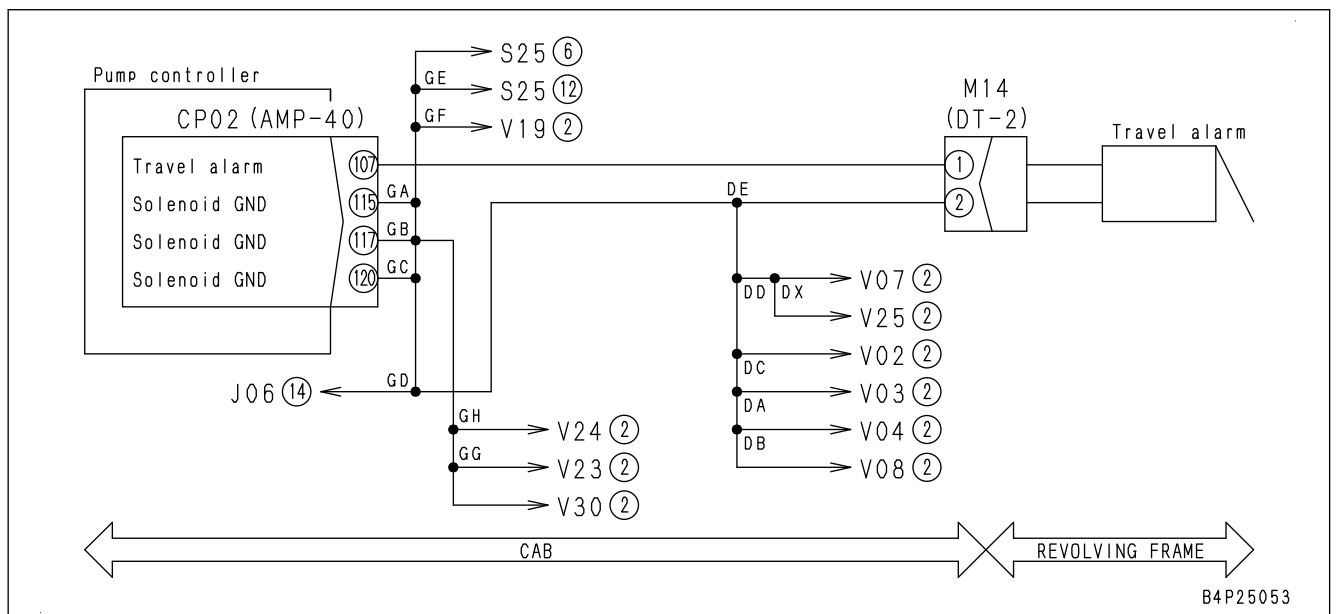 Pump controller
CP02 (AMP-40)
Travel alarm 107
Solenoid GND 115 GA
Solenoid GND 117 GB
Solenoid GND 120 GC
S25 6
GE
S25 12
GF
V19 2
M14
(DT-2)
1
2
Travel alarm
DE
DD DX
V07 2
V25 2
DC
V02 2
DA
V03 2
DB
V04 2
V08 2
J06 14
GD
GH
V24 2
GG
V23 2
V30 2
CAB
REVOLVING FRAME
B4P25053